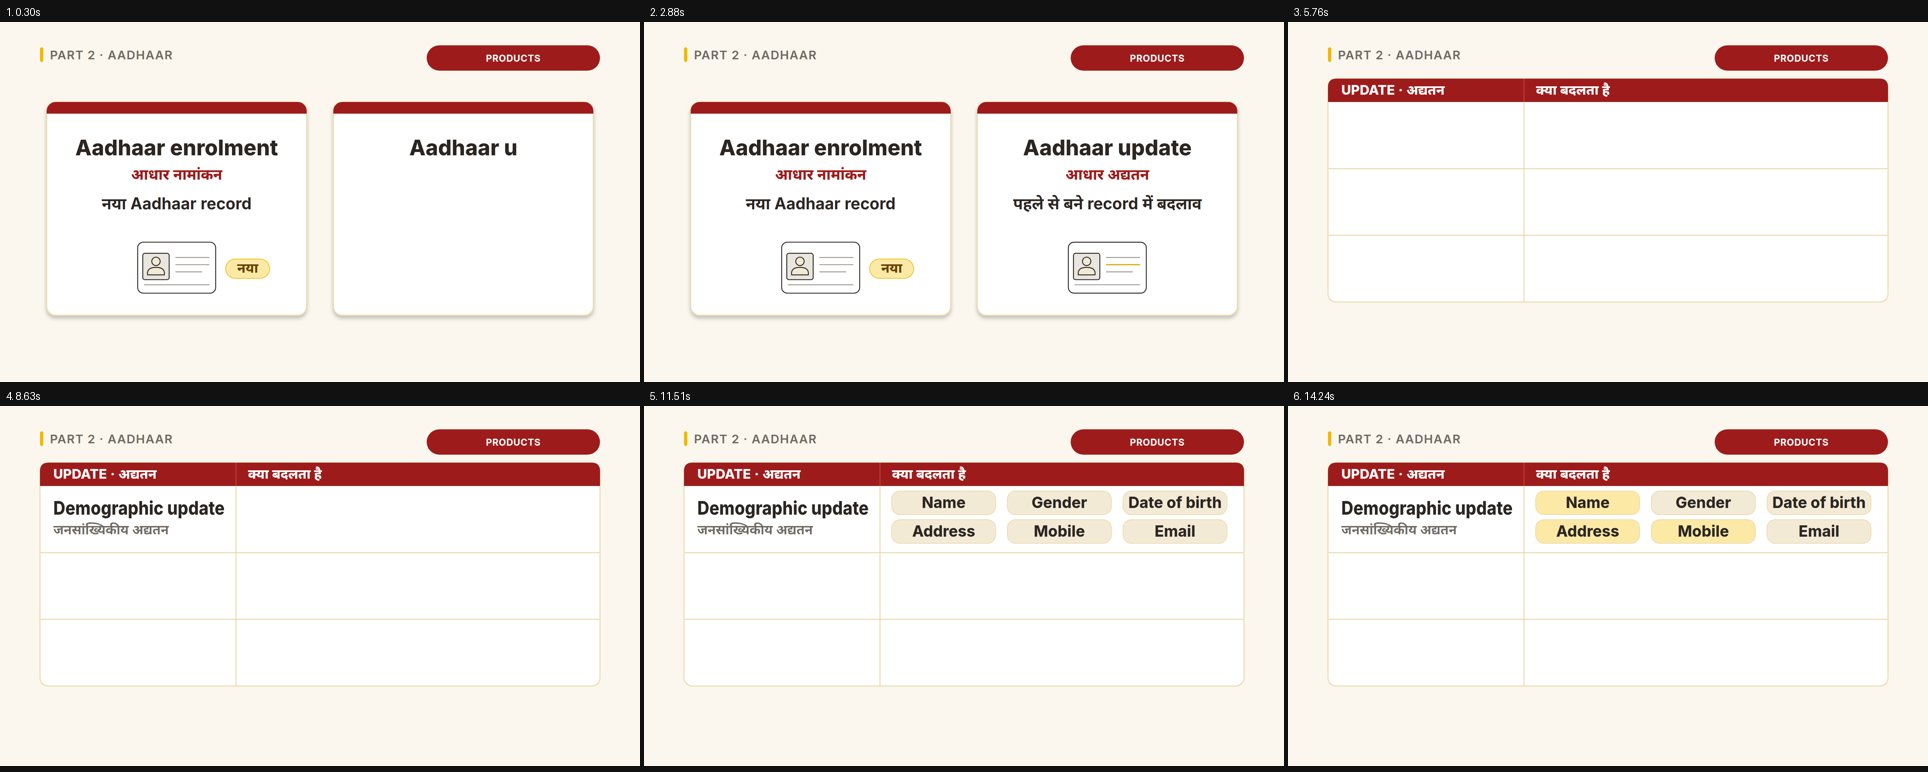 1. 0.30s
PART 2 · AADHAAR
PRODUCTS
Aadhaar enrolment
आधार नामांकन
नया Aadhaar record
नया
Aadhaar u
2. 2.88s
PART 2 · AADHAAR
PRODUCTS
Aadhaar enrolment
आधार नामांकन
नया Aadhaar record
नया
Aadhaar update
आधार अद्यतन
पहले से बने record में बदलाव
3. 5.76s
PART 2 · AADHAAR
PRODUCTS
UPDATE · अद्यतन क्या बदलता है
4. 8.63s
PART 2 · AADHAAR
PRODUCTS
UPDATE · अद्यतन क्या बदलता है
Demographic update
जनसांख्यिकीय अद्यतन
5. 11.51s
PART 2 · AADHAAR
PRODUCTS
UPDATE · अद्यतन क्या बदलता है
Demographic update
जनसांख्यिकीय अद्यतन
Name Gender Date of birth
Address Mobile Email
6. 14.24s
PART 2 · AADHAAR
PRODUCTS
UPDATE · अद्यतन क्या बदलता है
Demographic update
जनसांख्यिकीय अद्यतन
Name Gender Date of birth
Address Mobile Email